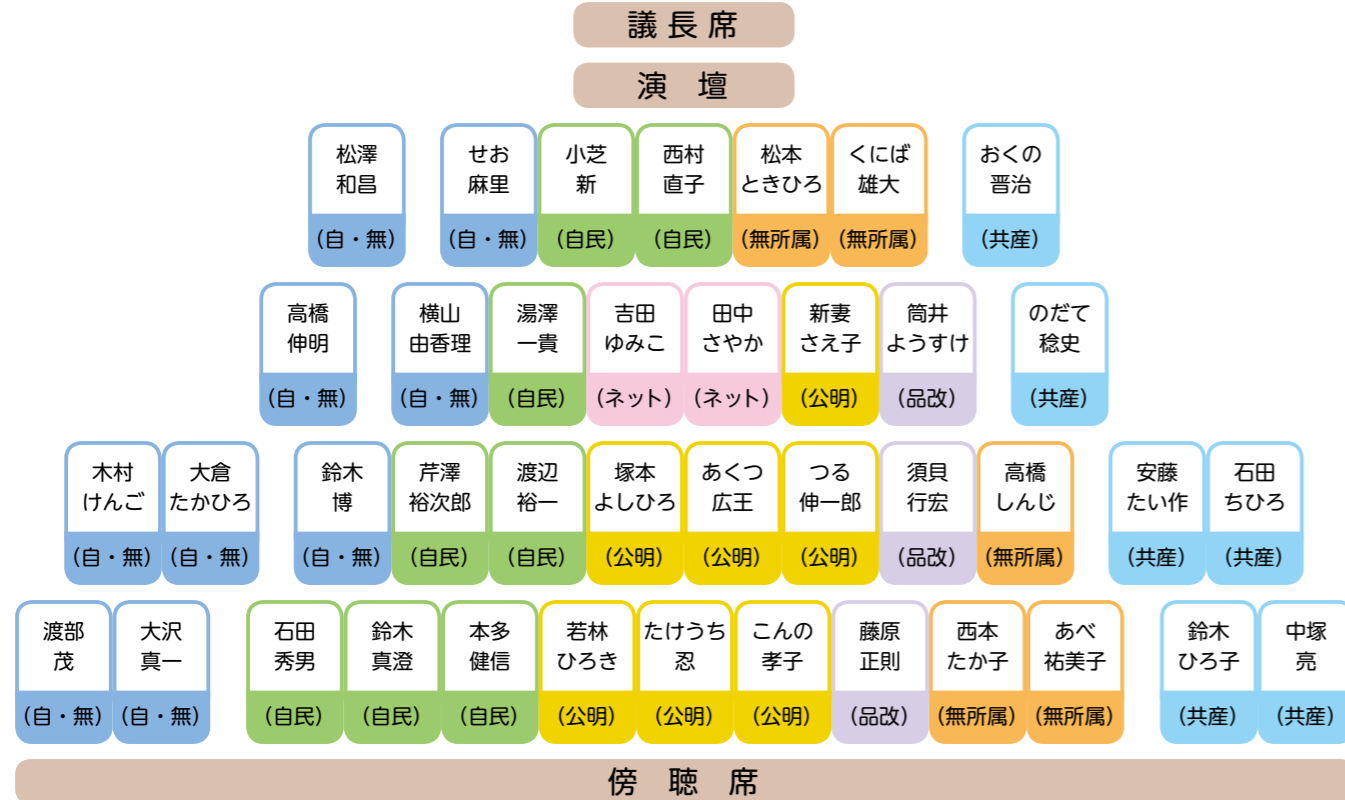 議長席
演壇
松澤
和昌
(自・無)
せお
麻里
(自・無)
小芝
新
(自民)
西村
直子
(自民)
松本
ときひろ
(無所属)
くにば
雄大
(無所属)
おくの
晋治
(共産)
高橋
伸明
(自・無)
横山
由香理
(自・無)
湯澤
一貴
(自民)
吉田
ゆみこ
(ネット)
田中
さやか
(ネット)
新妻
さえ子
(公明)
筒井
ようすけ
(品改)
のだて
稔史
(共産)
木村
けんご
(自・無)
大倉
たかひろ
(自・無)
鈴木
博
(自・無)
芹澤
裕次郎
(自民)
渡辺
裕一
(自民)
塚本
よしひろ
(公明)
あくつ
広王
(公明)
つる
伸一郎
(公明)
須貝
行宏
(品改)
高橋
しんじ
(無所属)
安藤
たい作
(共産)
石田
ちひろ
(共産)
渡部
茂
(自・無)
大沢
真一
(自・無)
石田
秀男
(自民)
鈴木
真澄
(自民)
本多
健信
(自民)
若林
ひろき
(公明)
たけうち
忍
(公明)
こんの
孝子
(公明)
藤原
正則
(品改)
西本
たか子
(無所属)
あべ
祐美子
(無所属)
鈴木
ひろ子
(共産)
中塚
亮
(共産)
傍聴席